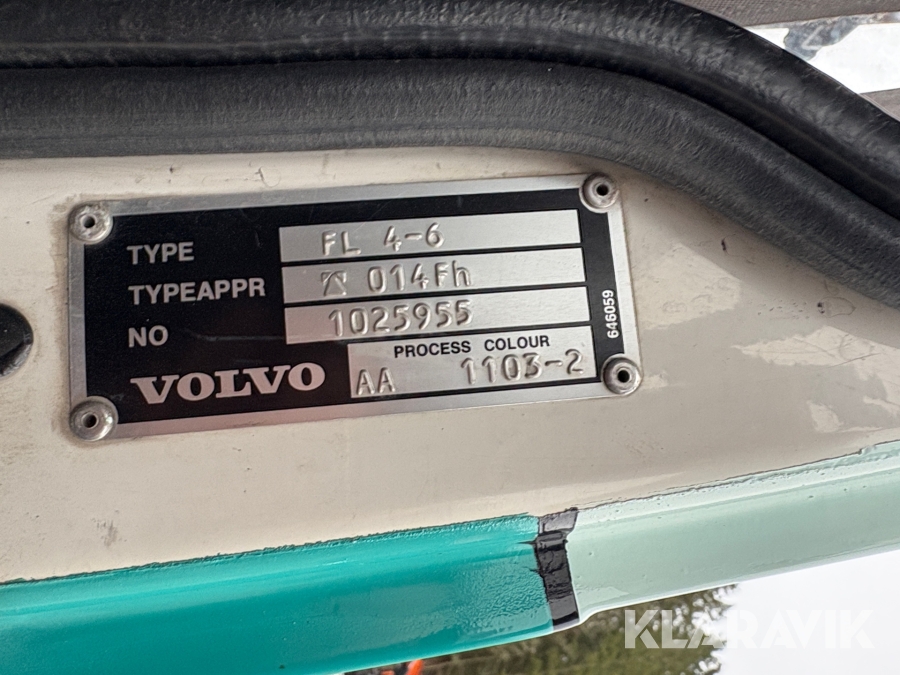 TYPE FL 4-6
TYPEAPPR 014Fh
NO 1025955
PROCESS COLOUR
VOLVO AA 1103-2
646059
KLARAVIK